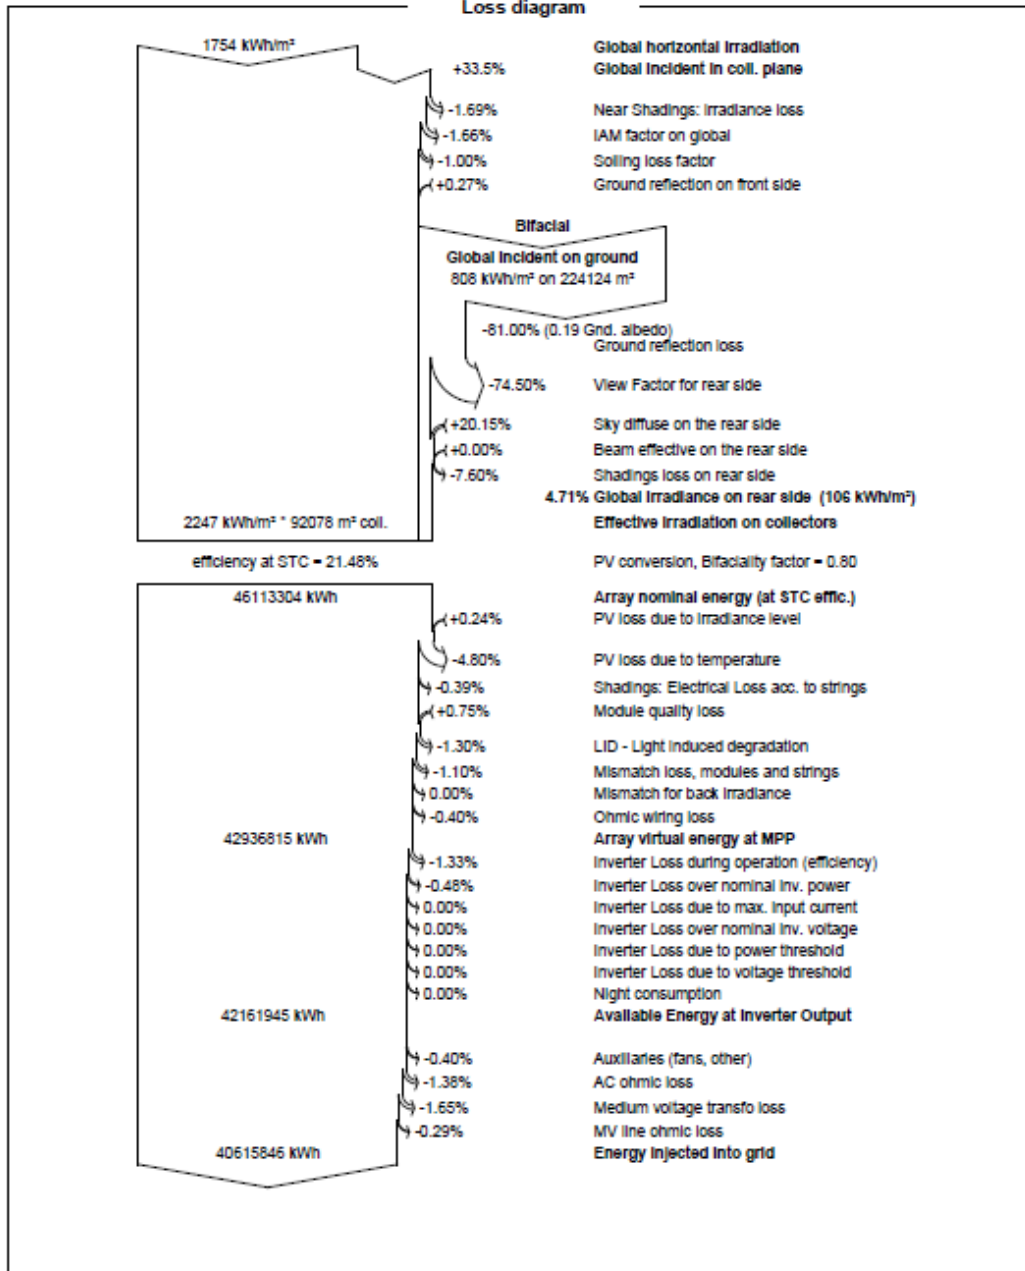 Loss diagram
1754 kWh/m² Global horizontal irradiation
+33.5% Global incident in coll. plane
-1.69% Near Shadings: irradiance loss
-1.66% IAM factor on global
-1.00% Soiling loss factor
+0.27% Ground reflection on front side
Bifacial
Global incident on ground
808 kWh/m² on 224124 m²
-81.00% (0.19 Gnd. albedo)
Ground reflection loss
-74.50% View Factor for rear side
+20.15% Sky diffuse on the rear side
+0.00% Beam effective on the rear side
-7.60% Shadings loss on rear side
4.71% Global Irradiance on rear side (106 kWh/m²)
2247 kWh/m² * 92078 m² coll. Effective irradiation on collectors
efficiency at STC = 21.48% PV conversion, Bifaciality factor = 0.80
46113304 kWh Array nominal energy (at STC effic.)
+0.24% PV loss due to irradiance level
-4.80% PV loss due to temperature
-0.39% Shadings: Electrical Loss acc. to strings
+0.75% Module quality loss
-1.30% LID - Light induced degradation
-1.10% Mismatch loss, modules and strings
0.00% Mismatch for back irradiance
-0.40% Ohmic wiring loss
42936815 kWh Array virtual energy at MPP
-1.33% Inverter Loss during operation (efficiency)
-0.48% Inverter Loss over nominal inv. power
0.00% Inverter Loss due to max. input current
0.00% Inverter Loss over nominal inv. voltage
0.00% Inverter Loss due to power threshold
0.00% Inverter Loss due to voltage threshold
0.00% Night consumption
42161945 kWh Available Energy at Inverter Output
-0.40% Auxiliaries (fans, other)
-1.38% AC ohmic loss
-1.65% Medium voltage transfo loss
-0.29% MV line ohmic loss
40615846 kWh Energy injected into grid